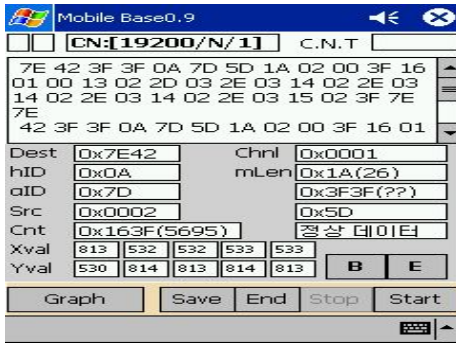 Mobile Base0.9
CN:[19200/N/1] C.N.T
7E 42 3F 3F 0A 7D 5D 1A 02 00 3F 16
01 00 13 02 2D 03 2E 03 14 02 2E 03
14 02 2E 03 14 02 2E 03 15 02 3F 7E
7E
42 3F 3F 0A 7D 5D 1A 02 00 3F 16 01
Dest 0x7E42 Chnl 0x0001
hID 0x0A mLen 0x1A(26)
aID 0x7D 0x3F3F(??)
Src 0x0002 0x5D
Cnt 0x163F(5695) 정상 데이터
Xval 813 532 532 533 533
Yval 530 814 813 814 813 B E
Graph Save End Stop Start